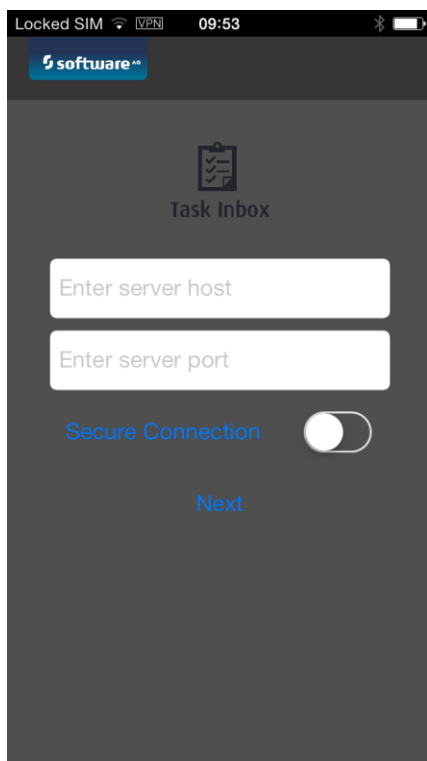 Locked SIM VPN 09:53
software AG
Task Inbox
Enter server host
Enter server port
Secure Connection
Next